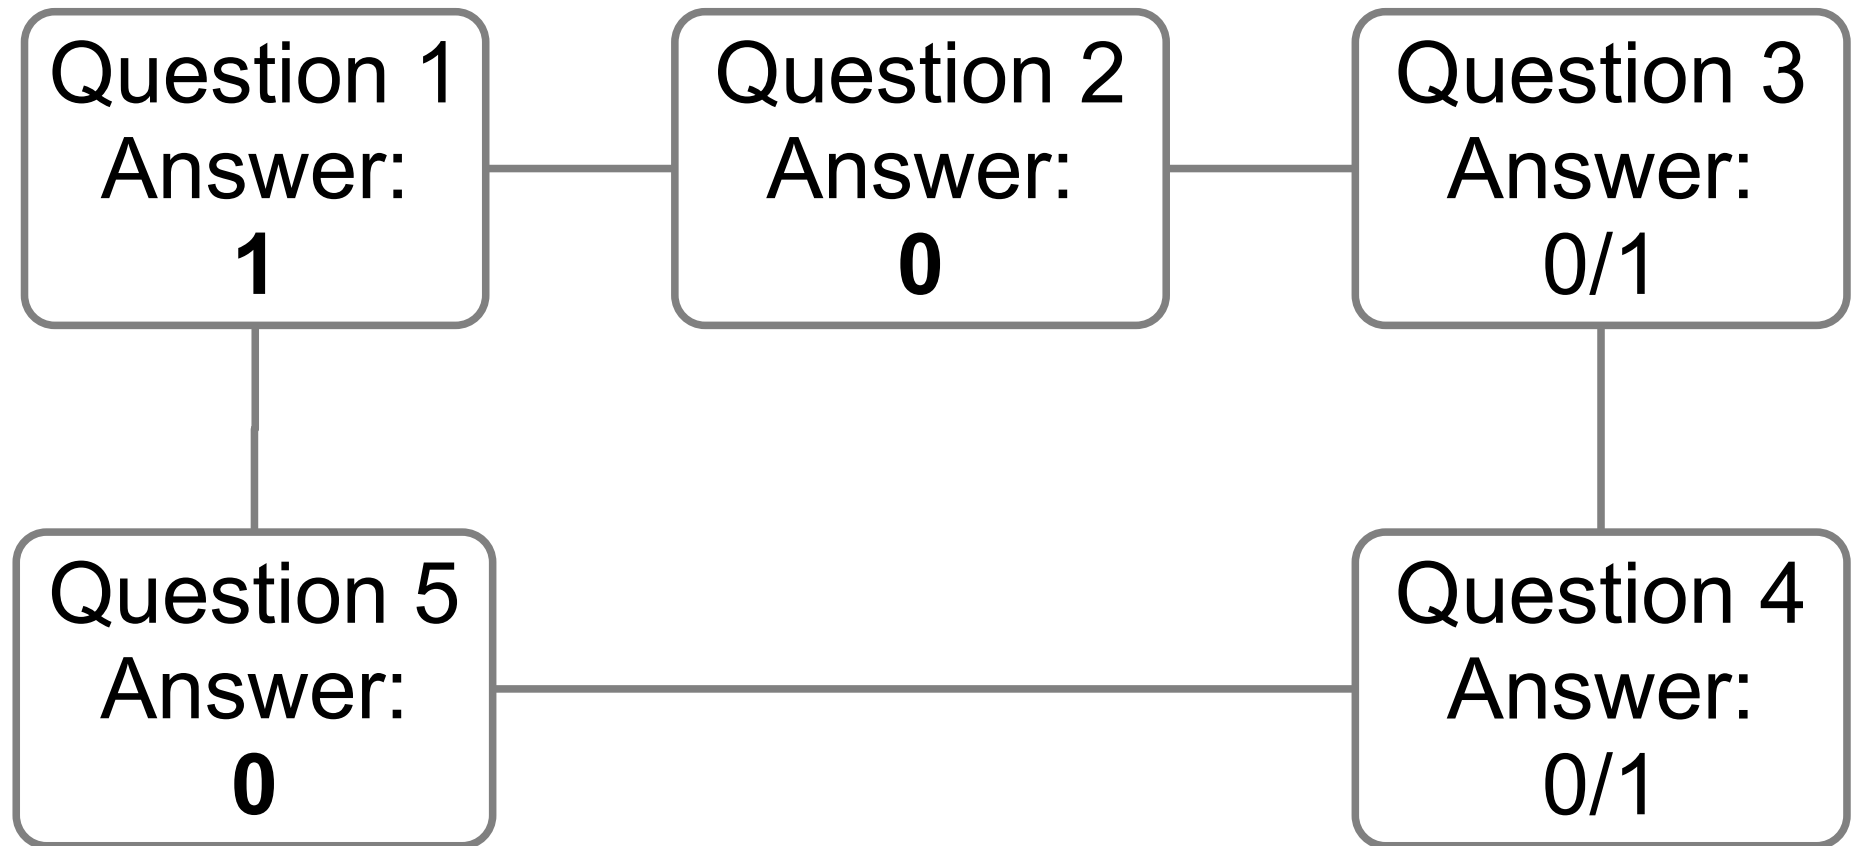 Question 1
Answer:
1
Question 2
Answer:
0
Question 3
Answer:
0/1
Question 5
Answer:
0
Question 4
Answer:
0/1